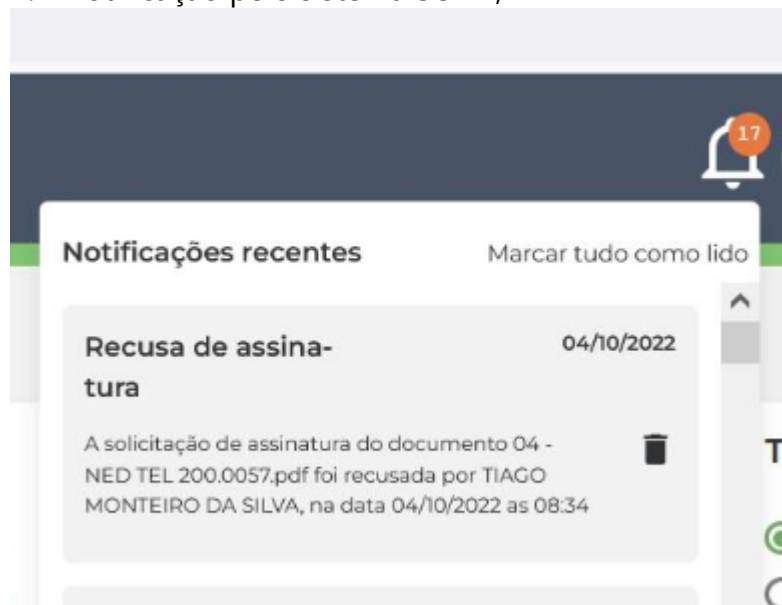 17
Notificações recentes
Marcar tudo como lido
Recusa de assina-
tura
04/10/2022
A solicitação de assinatura do documento 04 -
NED TEL 200.0057.pdf foi recusada por TIAGO
MONTEIRO DA SILVA, na data 04/10/2022 as 08:34
T